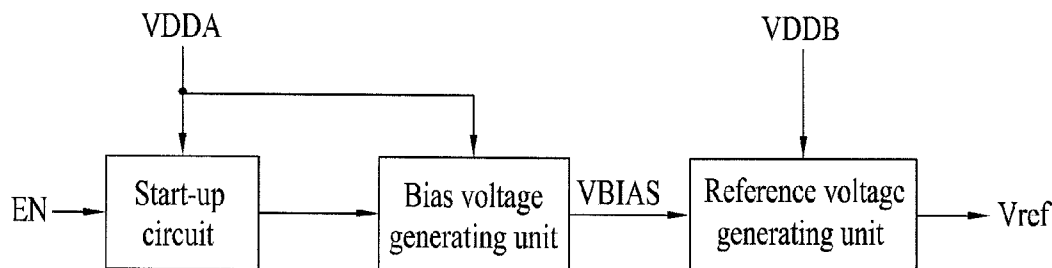 VDDA
VDDB
EN
Start-up
circuit
Bias voltage
generating unit
VBIAS
Reference voltage
generating unit
Vref